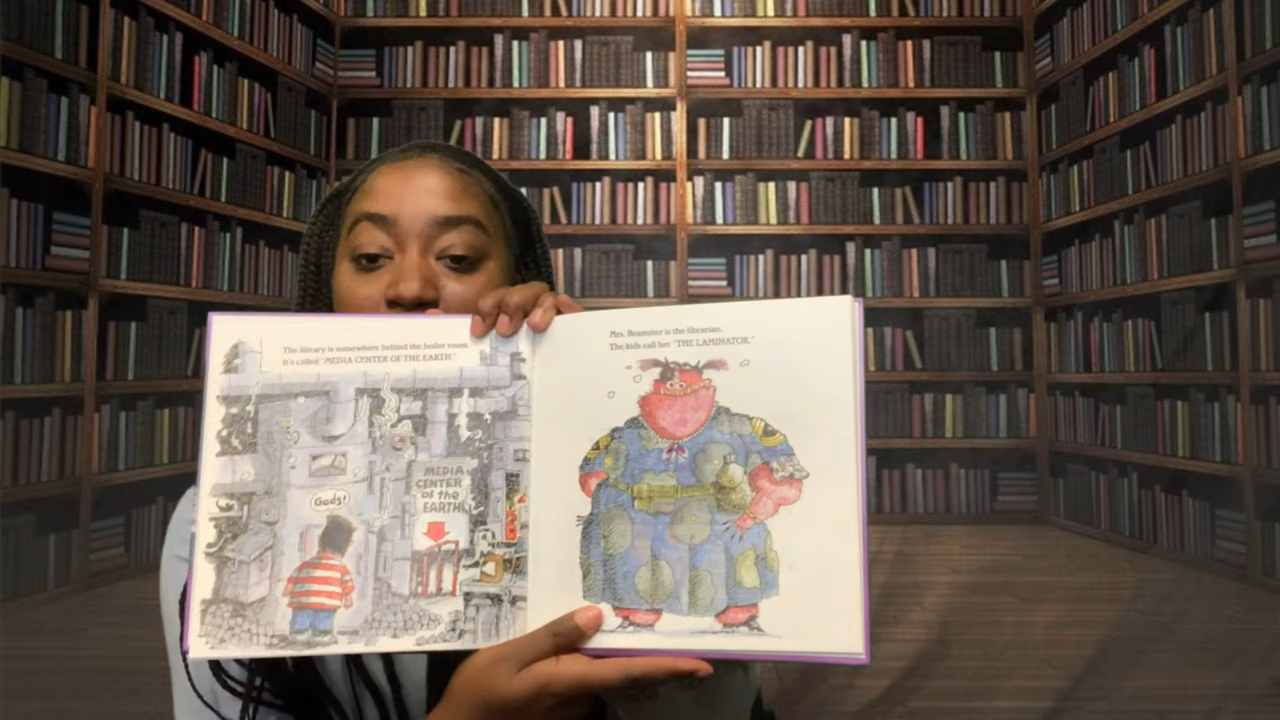 The library is somewhere behind the boiler room.
It's called "MEDIA CENTER OF THE EARTH."
Gads!
MEDIA
CENTER
OF the
EARTH
Mrs. Beamster is the librarian.
The kids call her "THE LAMINATOR."